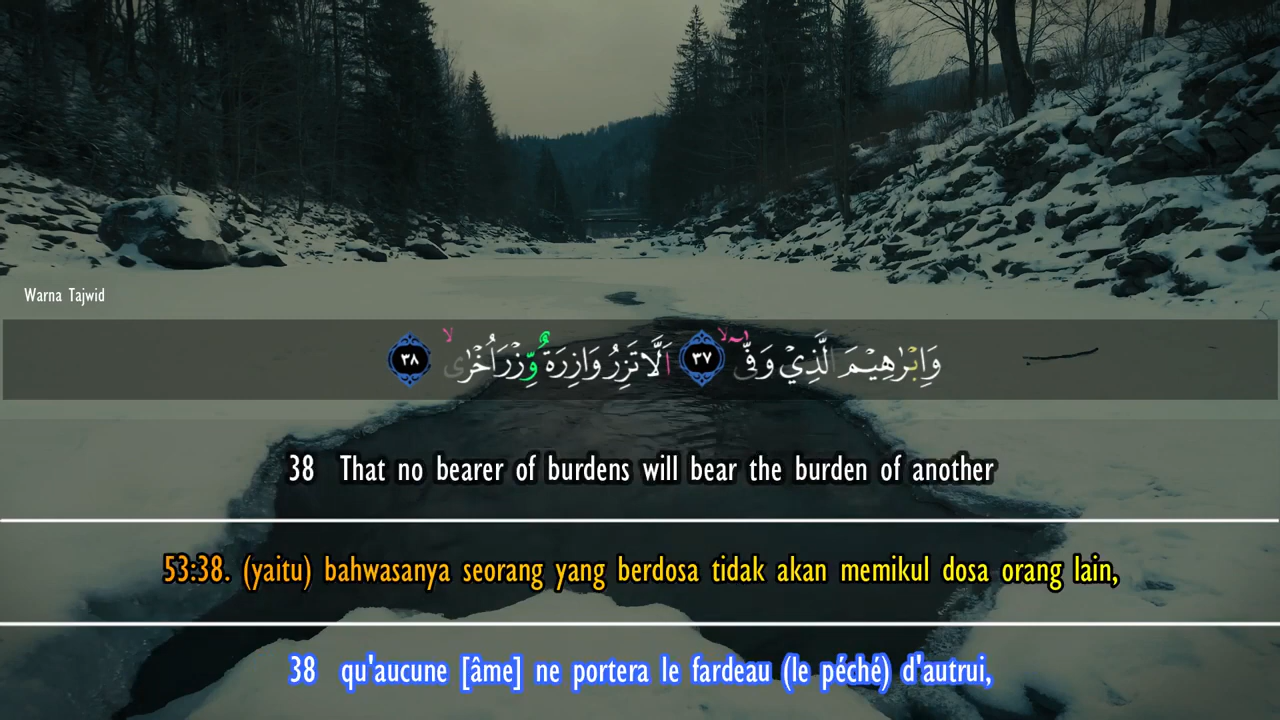 Warna Tajwid
وَاِبْرٰهِيْمَ الَّذِيْ وَفّٰىٓ ۙ ٣٧ اَلَّا تَزِرُ وَازِرَةٌ وِّزْرَ اُخْرٰىۙ ٣٨
38 That no bearer of burdens will bear the burden of another
53:38. (yaitu) bahwasanya seorang yang berdosa tidak akan memikul dosa orang lain,
38 qu'aucune [âme] ne portera le fardeau (le péché) d'autrui,